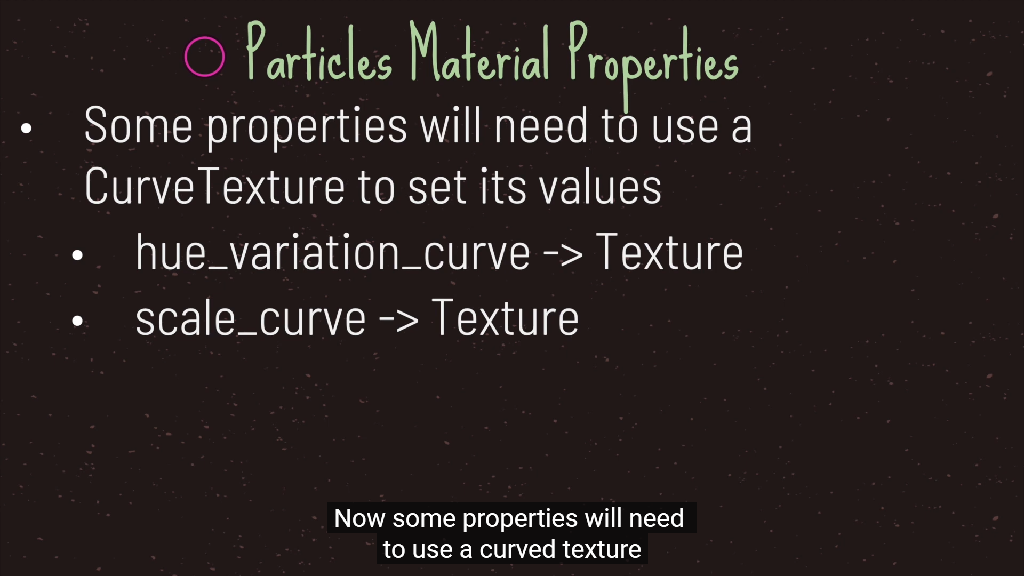 Particles Material Properties
• Some properties will need to use a
CurveTexture to set its values
• hue_variation_curve -> Texture
• scale_curve -> Texture
Now some properties will need
to use a curved texture